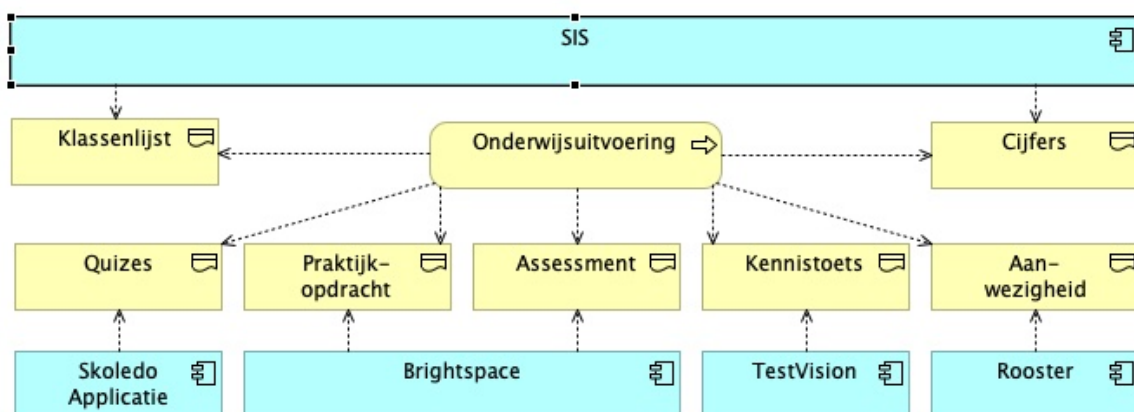 SIS
Klassenlijst
Onderwijsuitvoering
Cijfers
Quizes
Praktijk-
opdracht
Assessment
Kennistoets
Aan-
wezigheid
Skoledo
Applicatie
Brightspace
TestVision
Rooster